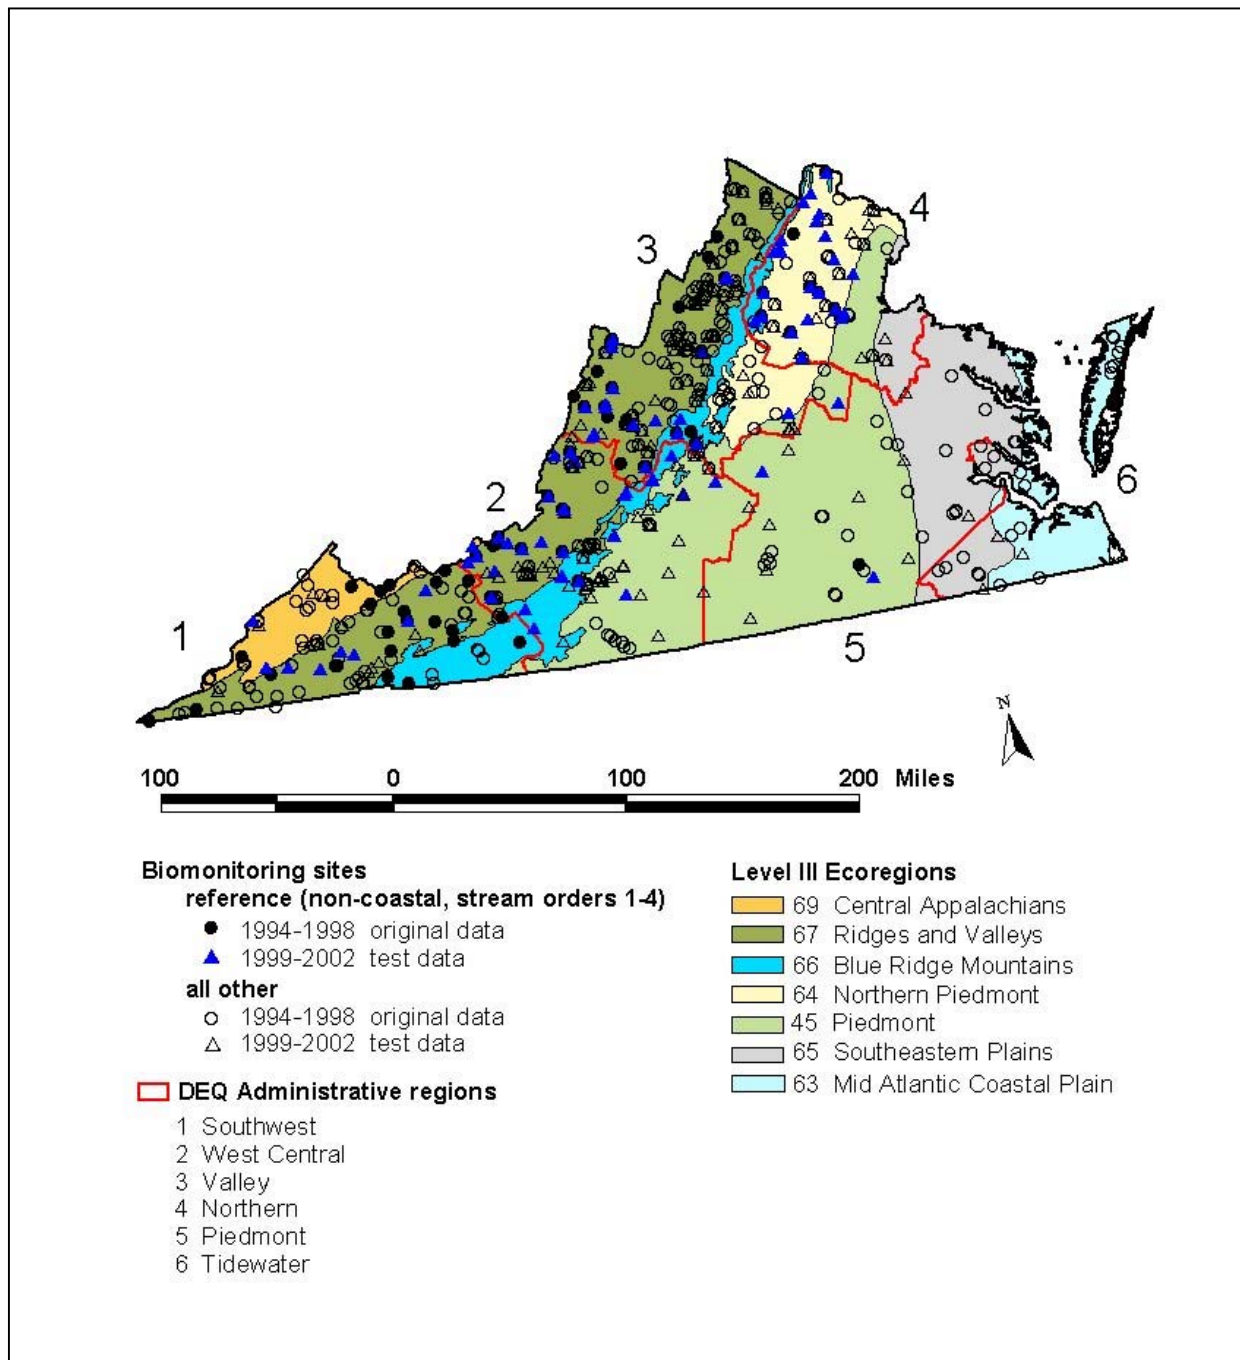 4
3
6
2
1
5
N
100 0 100 200 Miles
Biomonitoring sites
reference (non-coastal, stream orders 1-4)
1994-1998 original data
1999-2002 test data
all other
1994-1998 original data
1999-2002 test data
DEQ Administrative regions
1 Southwest
2 West Central
3 Valley
4 Northern
5 Piedmont
6 Tidewater
Level III Ecoregions
69 Central Appalachians
67 Ridges and Valleys
66 Blue Ridge Mountains
64 Northern Piedmont
45 Piedmont
65 Southeastern Plains
63 Mid Atlantic Coastal Plain